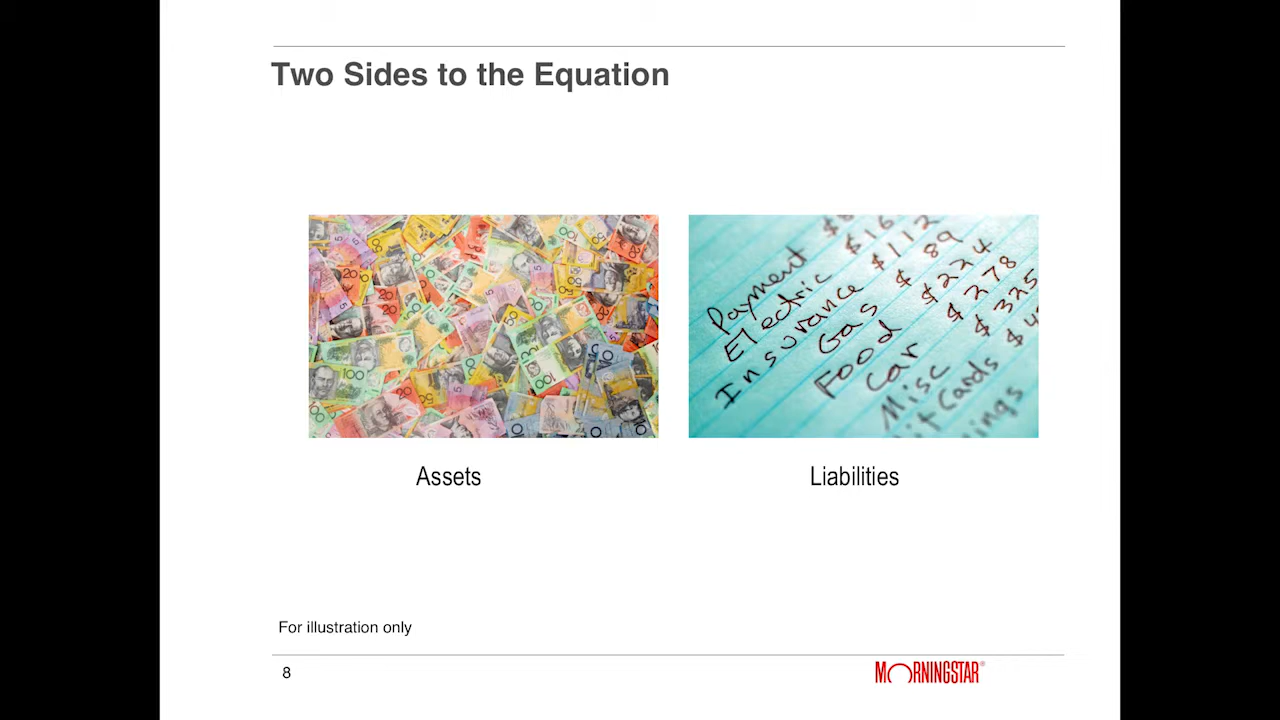 Two Sides to the Equation
Payment
Electric $16
Insurance $112
Gas $ 89
Food $224
Car $278
Misc $325
Cards
Assets
Liabilities
For illustration only
8
MORNINGSTAR®